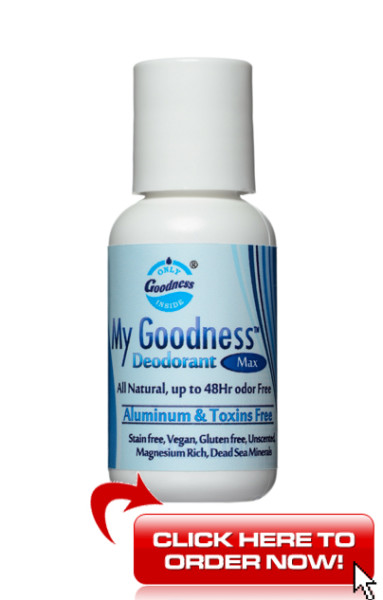 ONLY
Goodness
INSIDE
®
My Goodness™
Deodorant Max
All Natural, up to 48Hr odor Free
Aluminum & Toxins Free
Stain free, Vegan, Gluten free, Unscented,
Magnesium Rich, Dead Sea Minerals
CLICK HERE TO
ORDER NOW!